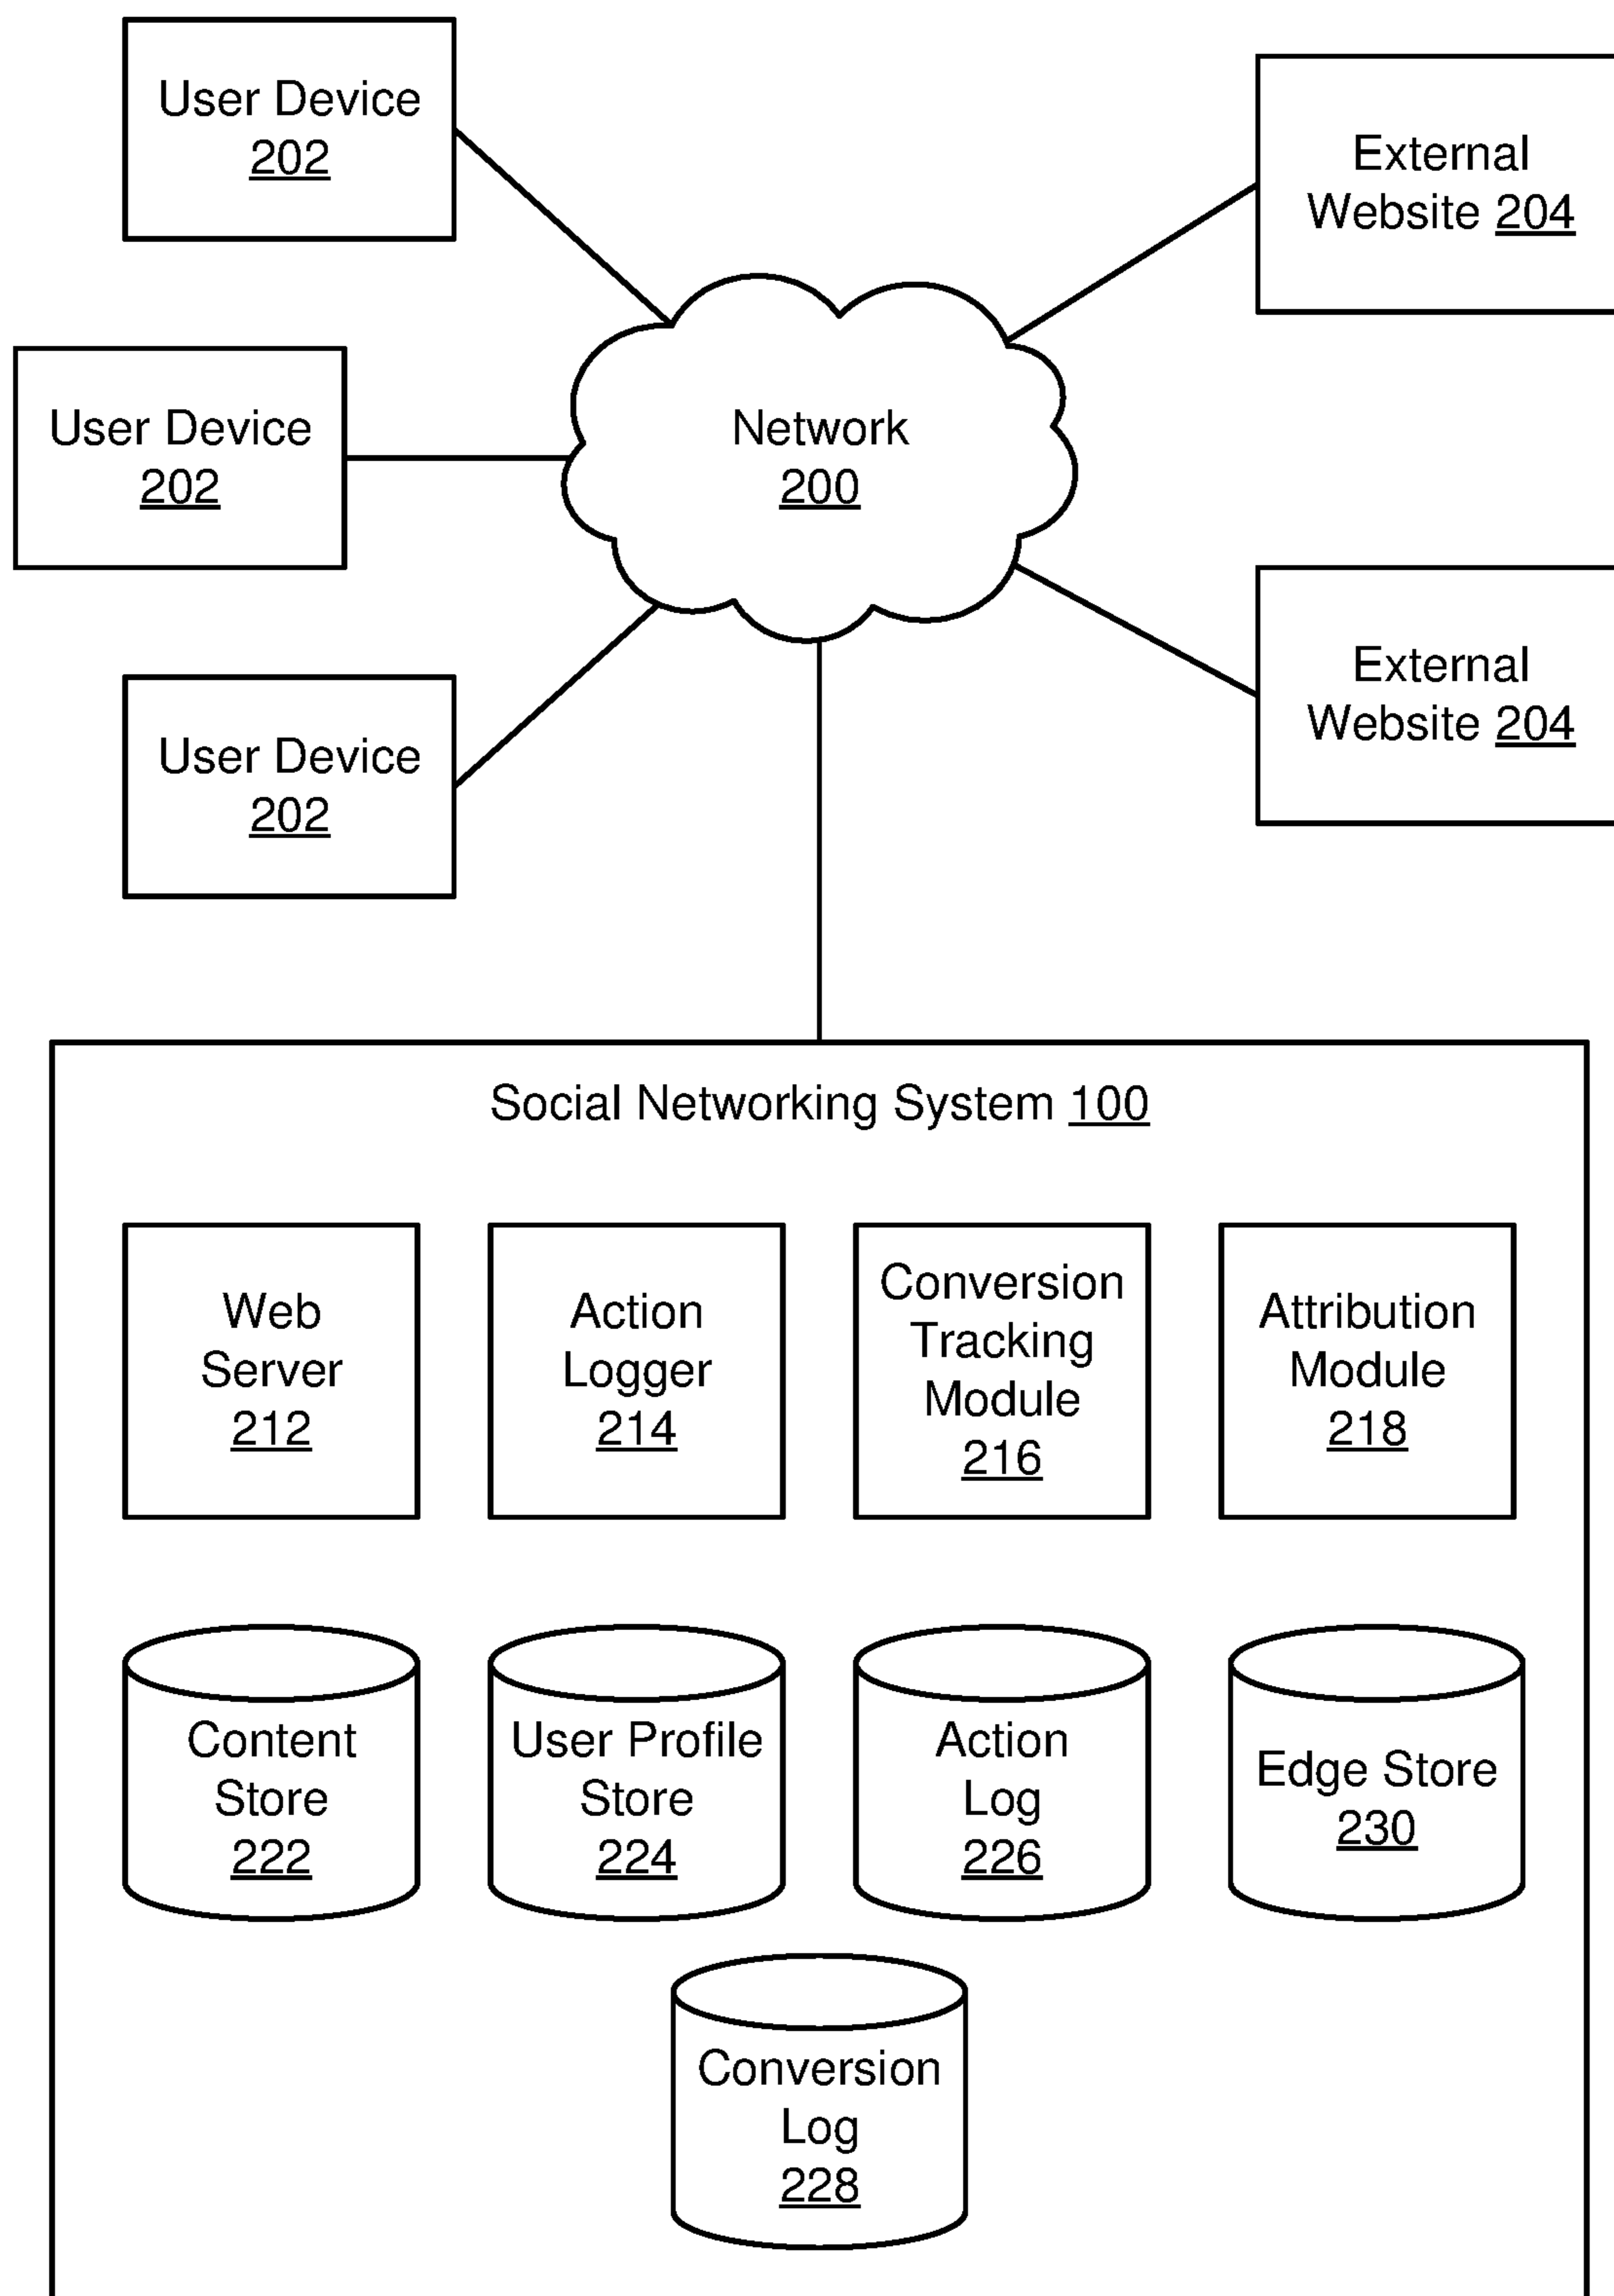 User Device
202
External
Website 204
User Device
202
Network
200
User Device
202
External
Website 204
Social Networking System 100
Web
Server
212
Action
Logger
214
Conversion
Tracking
Module
216
Attribution
Module
218
Content
Store
222
User Profile
Store
224
Action
Log
226
Edge Store
230
Conversion
Log
228